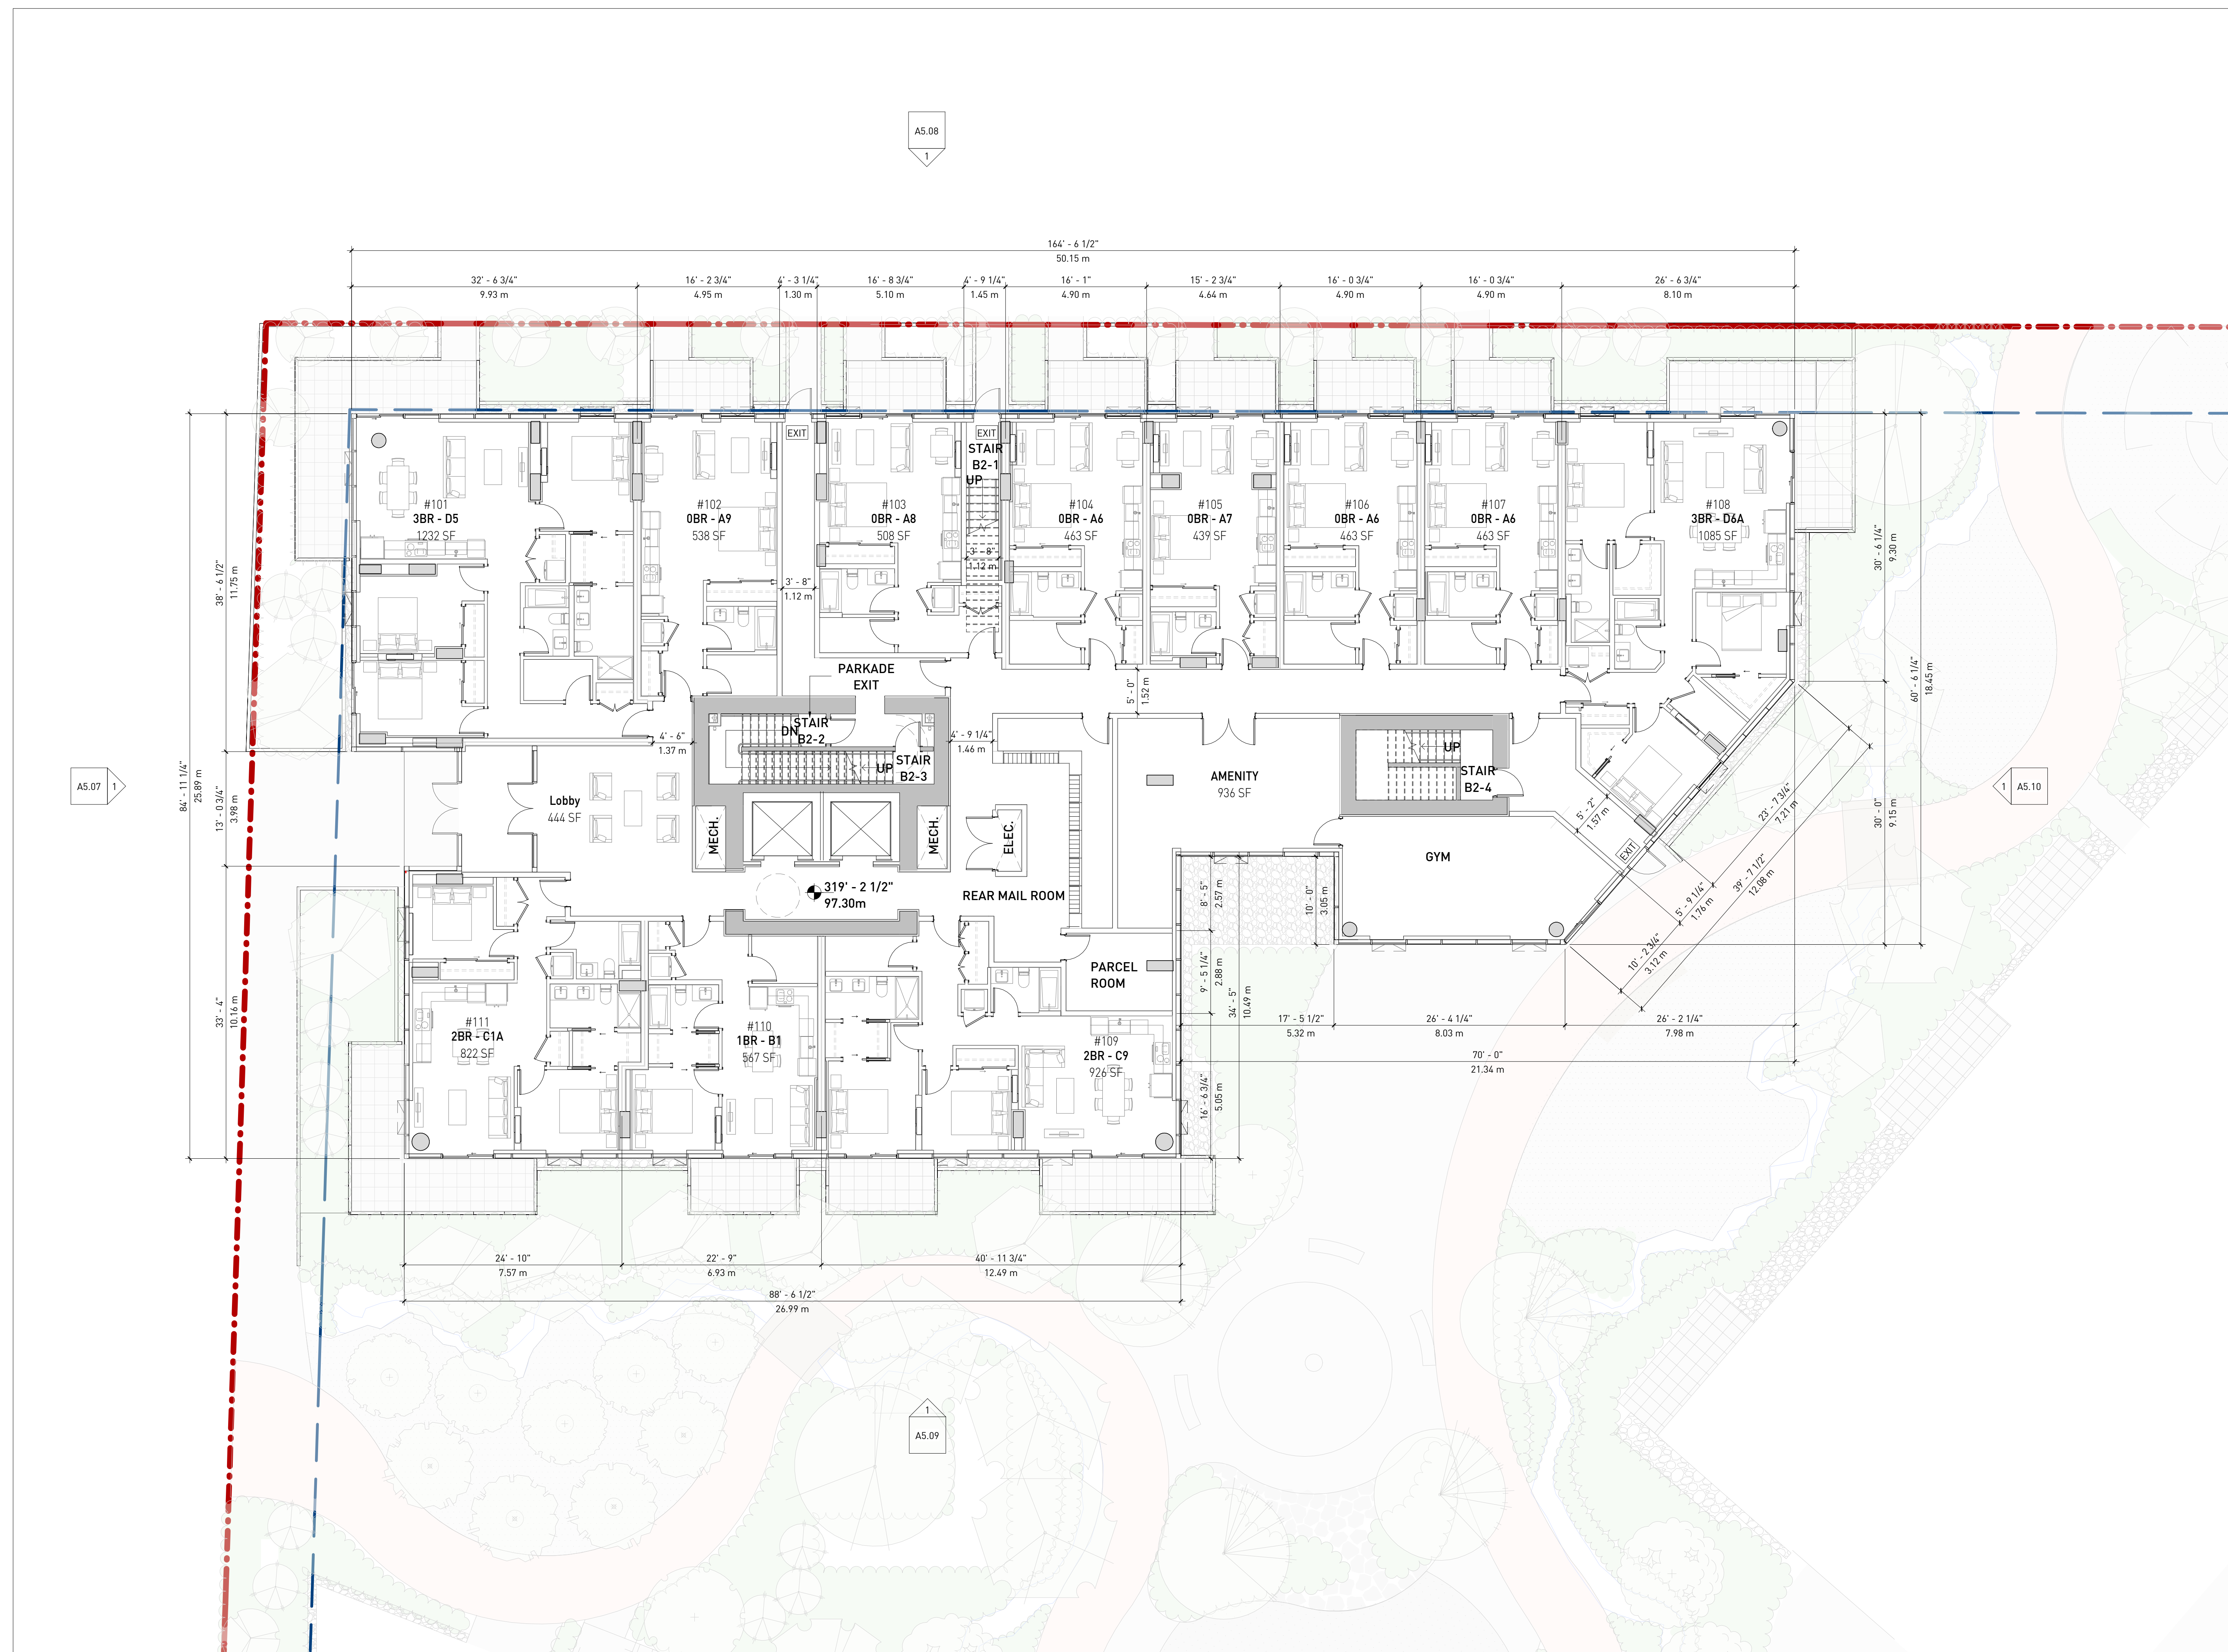 A5.08
1
164' - 6 1/2"
50.15 m
32' - 6 3/4"
9.93 m
16' - 2 3/4"
4.95 m
4' - 3 1/4"
1.30 m
16' - 8 3/4"
5.10 m
4' - 9 1/4"
1.45 m
16' - 1"
4.90 m
15' - 2 3/4"
4.64 m
16' - 0 3/4"
4.90 m
16' - 0 3/4"
4.90 m
26' - 6 3/4"
8.10 m
EXIT
EXIT
STAIR
B2-1
UP
#101
3BR - D5
1232 SF
#102
0BR - A9
538 SF
#103
0BR - A8
508 SF
#104
0BR - A6
463 SF
#105
0BR - A7
439 SF
#106
0BR - A6
463 SF
#107
0BR - A6
463 SF
#108
3BR - D6A
1085 SF
3' - 8"
1.12 m
3' - 8"
1.12 m
38' - 6 1/2"
11.75 m
30' - 6 1/4"
9.30 m
60' - 6 1/4"
18.45 m
PARKADE
EXIT
5' - 0"
1.52 m
4' - 6"
1.37 m
STAIR
B2-2
DN
4' - 9 1/4"
1.46 m
UP
STAIR
B2-3
UP
STAIR
B2-4
AMENITY
936 SF
A5.07
1
84' - 11 1/4"
25.89 m
13' - 0 3/4"
3.98 m
Lobby
444 SF
MECH.
MECH.
ELEC.
5' - 2"
1.57 m
EXIT
23' - 7 3/4"
7.21 m
39' - 7 1/2"
12.08 m
5' - 9 1/4"
1.76 m
10' - 2 3/4"
3.12 m
30' - 0"
9.15 m
1
A5.10
GYM
319' - 2 1/2"
97.30m
REAR MAIL ROOM
8' - 5"
2.57 m
10' - 0"
3.05 m
PARCEL
ROOM
9' - 5 1/4"
2.88 m
34' - 5"
10.49 m
33' - 4"
10.16 m
#111
2BR - C1A
822 SF
#110
1BR - B1
567 SF
#109
2BR - C9
926 SF
16' - 6 3/4"
5.05 m
17' - 5 1/2"
5.32 m
26' - 4 1/4"
8.03 m
26' - 2 1/4"
7.98 m
70' - 0"
21.34 m
24' - 10"
7.57 m
22' - 9"
6.93 m
40' - 11 3/4"
12.49 m
88' - 6 1/2"
26.99 m
1
A5.09